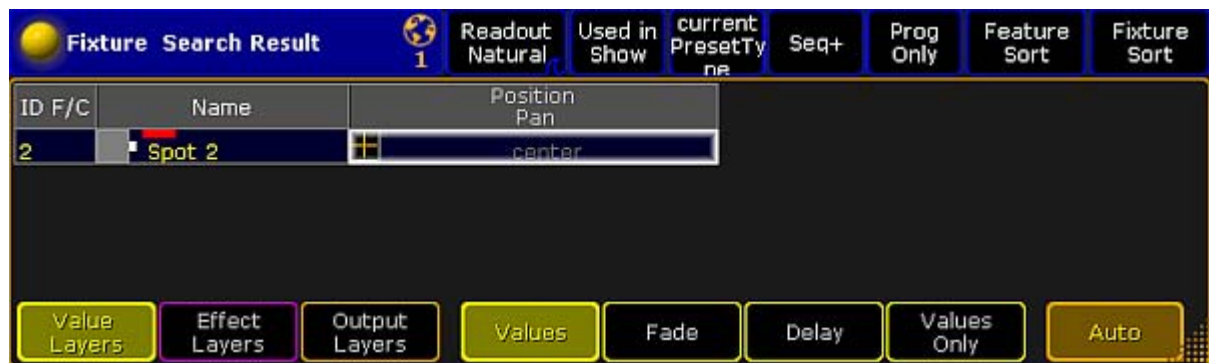 Fixture Search Result
1
Readout Natural
Used in Show
current PresetTy pe
Seq+
Prog Only
Feature Sort
Fixture Sort
ID F/C
Name
Position Pan
2
Spot 2
center
Value Layers
Effect Layers
Output Layers
Values
Fade
Delay
Values Only
Auto